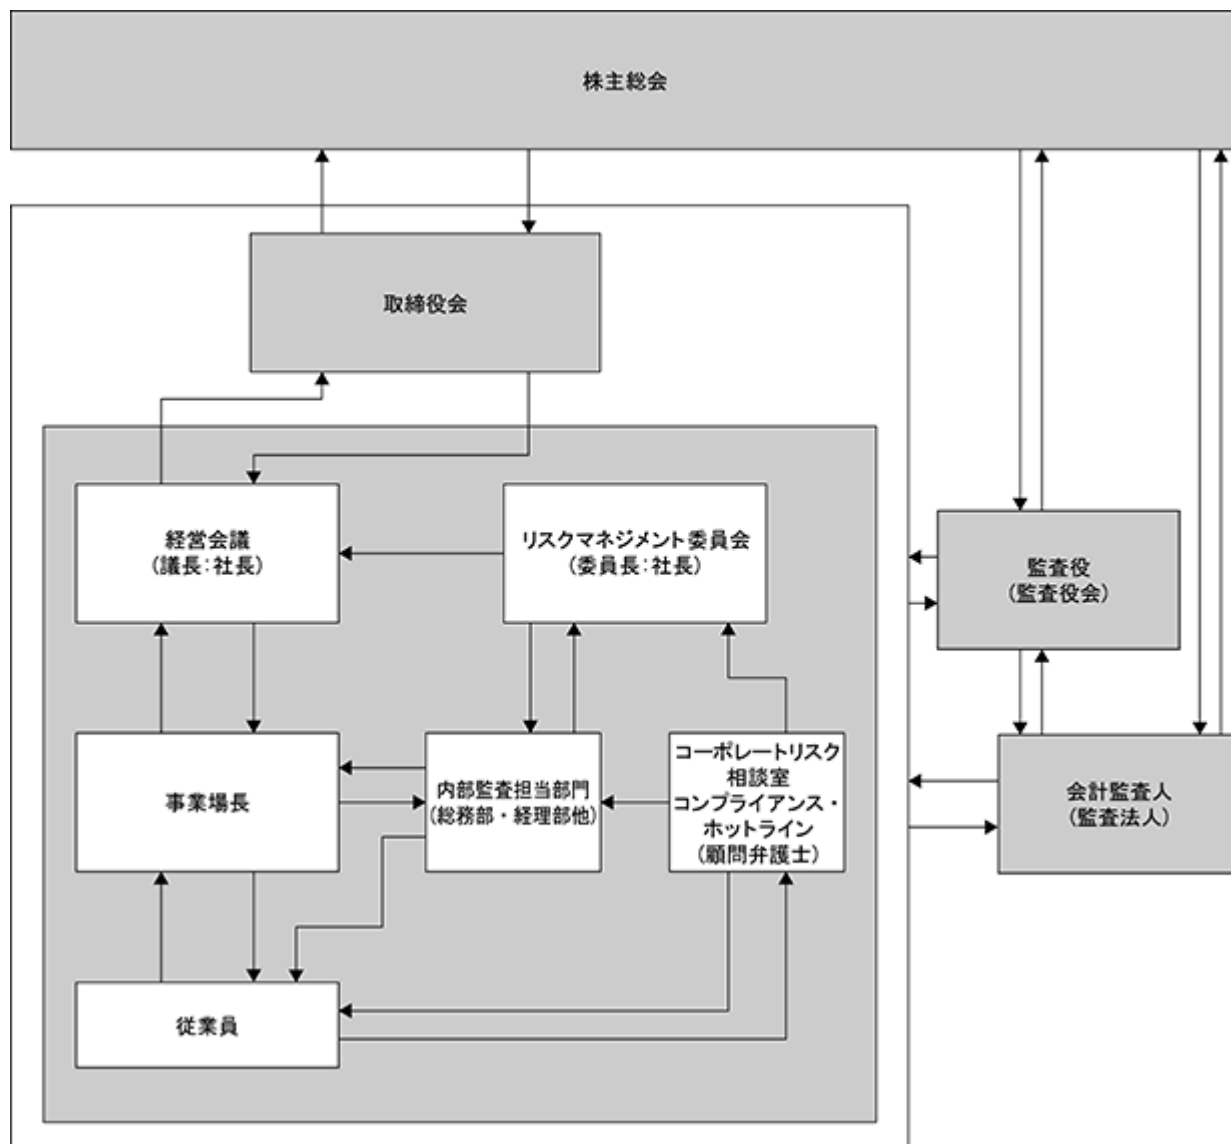 株主総会
取締役会
経営会議
(議長:社長)
リスクマネジメント委員会
(委員長:社長)
監査役
(監査役会)
事業場長
内部監査担当部門
(総務部・経理部他)
コーポレートリスク
相談室
コンプライアンス・
ホットライン
(顧問弁護士)
会計監査人
(監査法人)
従業員